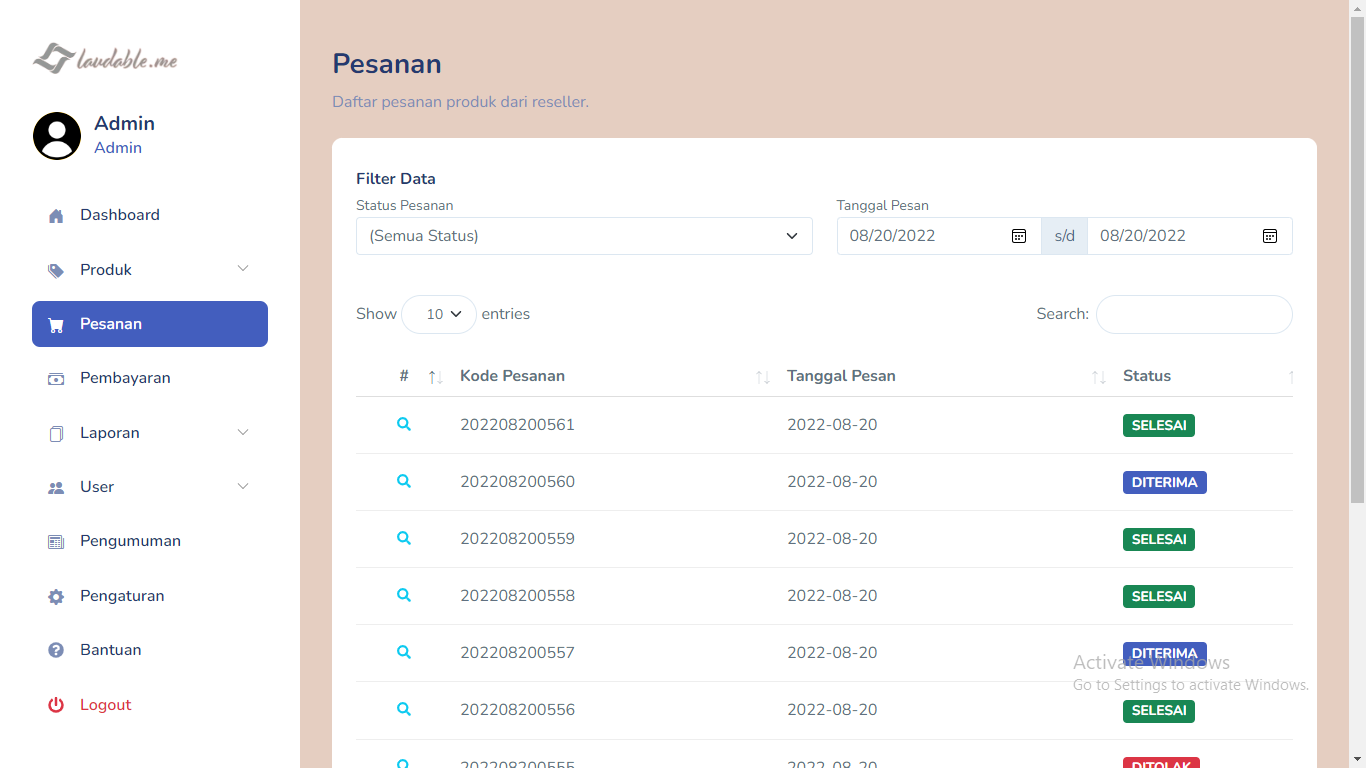 laudable.me
Admin
Admin
Dashboard
Produk
Pesanan
Pembayaran
Laporan
User
Pengumuman
Pengaturan
Bantuan
Logout
Pesanan
Daftar pesanan produk dari reseller.
Filter Data
Status Pesanan
(Semua Status)
Tanggal Pesan
08/20/2022 s/d 08/20/2022
Show 10 entries
Search:
# Kode Pesanan Tanggal Pesan Status
202208200561 2022-08-20 SELESAI
202208200560 2022-08-20 DITERIMA
202208200559 2022-08-20 SELESAI
202208200558 2022-08-20 SELESAI
202208200557 2022-08-20 DITERIMA
202208200556 2022-08-20 SELESAI
202208200555 2022-08-20 DITOLAK
Activate Windows
Go to Settings to activate Windows.